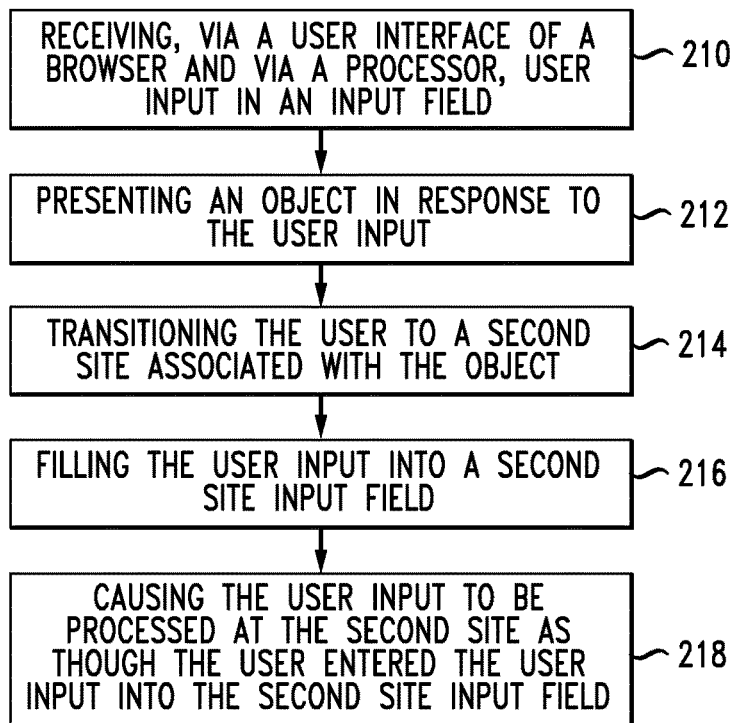 RECEIVING, VIA A USER INTERFACE OF A
BROWSER AND VIA A PROCESSOR, USER
INPUT IN AN INPUT FIELD
210
PRESENTING AN OBJECT IN RESPONSE TO
THE USER INPUT
212
TRANSITIONING THE USER TO A SECOND
SITE ASSOCIATED WITH THE OBJECT
214
FILLING THE USER INPUT INTO A SECOND
SITE INPUT FIELD
216
CAUSING THE USER INPUT TO BE
PROCESSED AT THE SECOND SITE AS
THOUGH THE USER ENTERED THE USER
INPUT INTO THE SECOND SITE INPUT FIELD
218